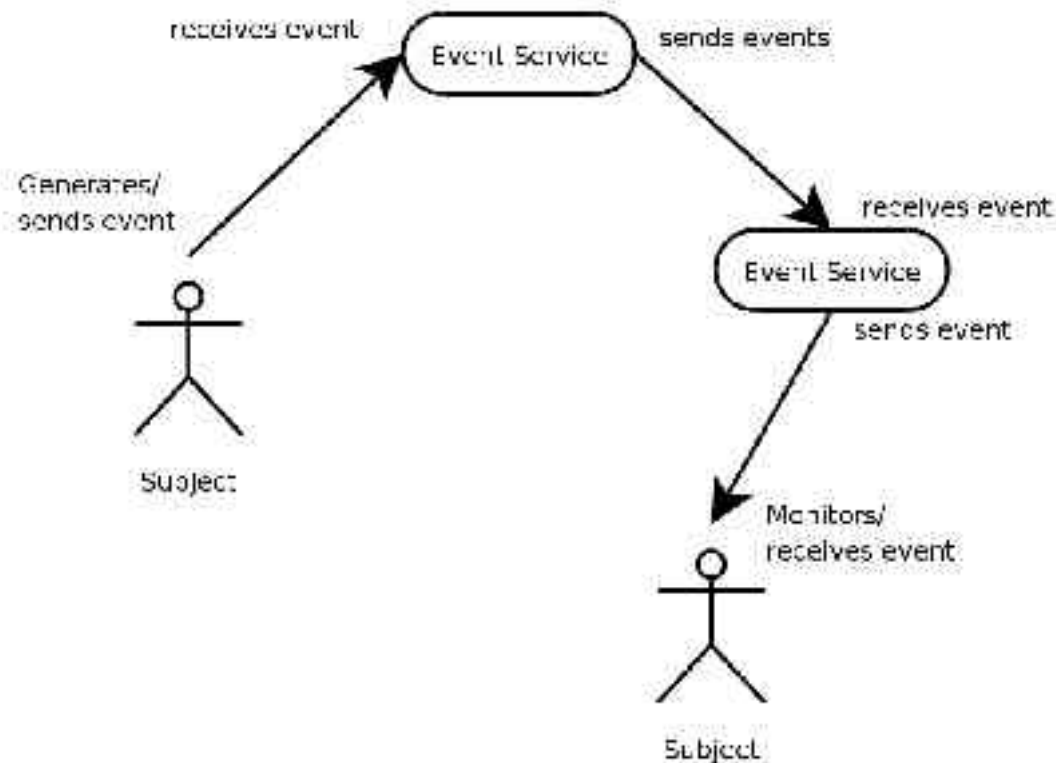 receives event
Event Service
sends events
Generates/
sends event
receives event
Event Service
sends event
Subject
Monitors/
receives event
Subject